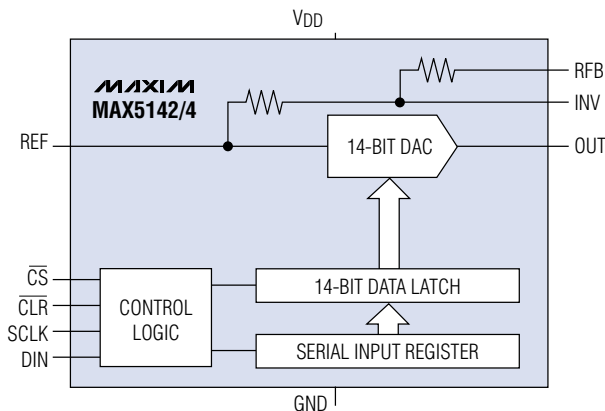 VDD
MAXIM
MAX5142/4
RFB
INV
REF
14-BIT DAC
OUT
CS
CLR
SCLK
DIN
CONTROL
LOGIC
14-BIT DATA LATCH
SERIAL INPUT REGISTER
GND